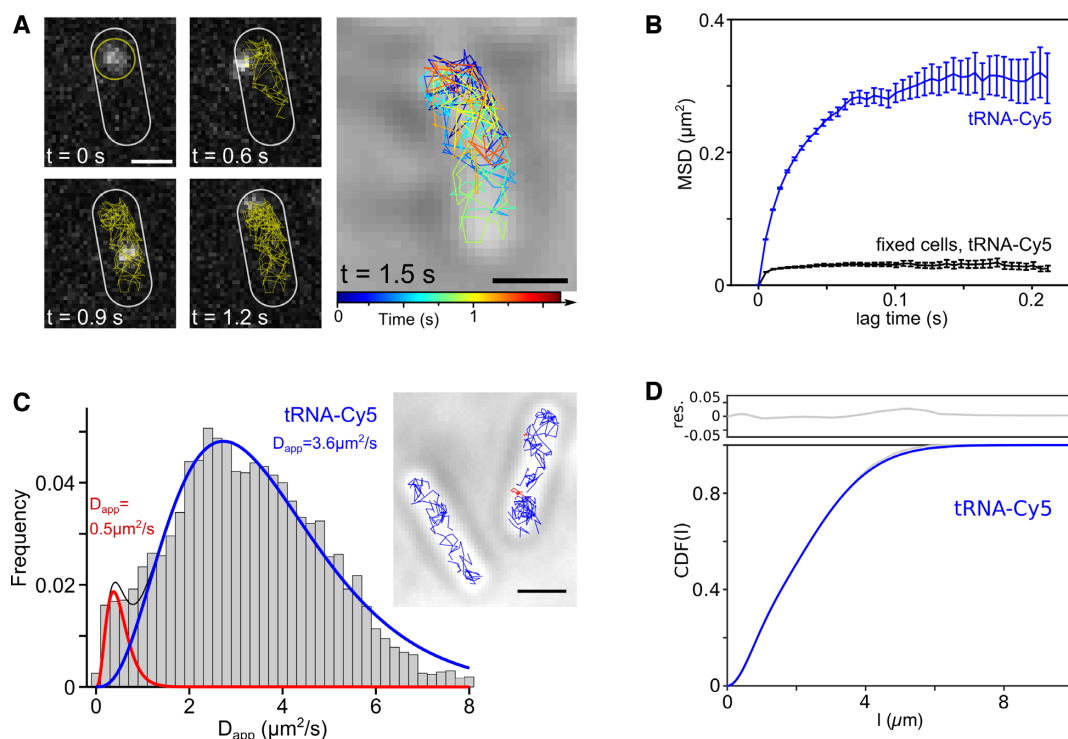 A
t = 0 s
t = 0.6 s
t = 0.9 s
t = 1.2 s
t = 1.5 s
0
1
Time (s)
B
0.4
0.2
0
MSD (μm²)
tRNA-Cy5
fixed cells, tRNA-Cy5
0
0.1
0.2
lag time (s)
C
tRNA-Cy5
D_app=3.6μm²/s
D_app=
0.5μm²/s
Frequency
0.04
0.02
0
0
2
4
6
8
D_app (μm²/s)
D
res.
0.05
0
-0.05
CDF(l)
0.8
0.4
0
tRNA-Cy5
0
4
8
l (μm)